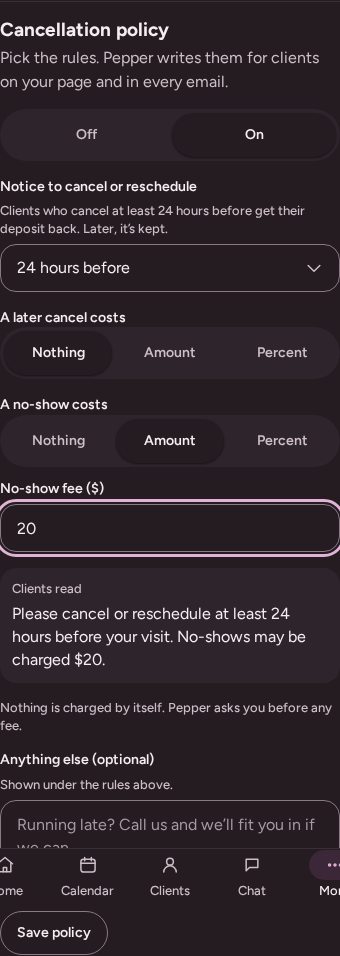 Cancellation policy
Pick the rules. Pepper writes them for clients
on your page and in every email.
Off
On
Notice to cancel or reschedule
Clients who cancel at least 24 hours before get their
deposit back. Later, it's kept.
24 hours before
A later cancel costs
Nothing
Amount
Percent
A no-show costs
Nothing
Amount
Percent
No-show fee ($)
20
Clients read
Please cancel or reschedule at least 24
hours before your visit. No-shows may be
charged $20.
Nothing is charged by itself. Pepper asks you before any
fee.
Anything else (optional)
Shown under the rules above.
Running late? Call us and we'll fit you in if
we can
ome
Calendar
Clients
Chat
Mor
Save policy